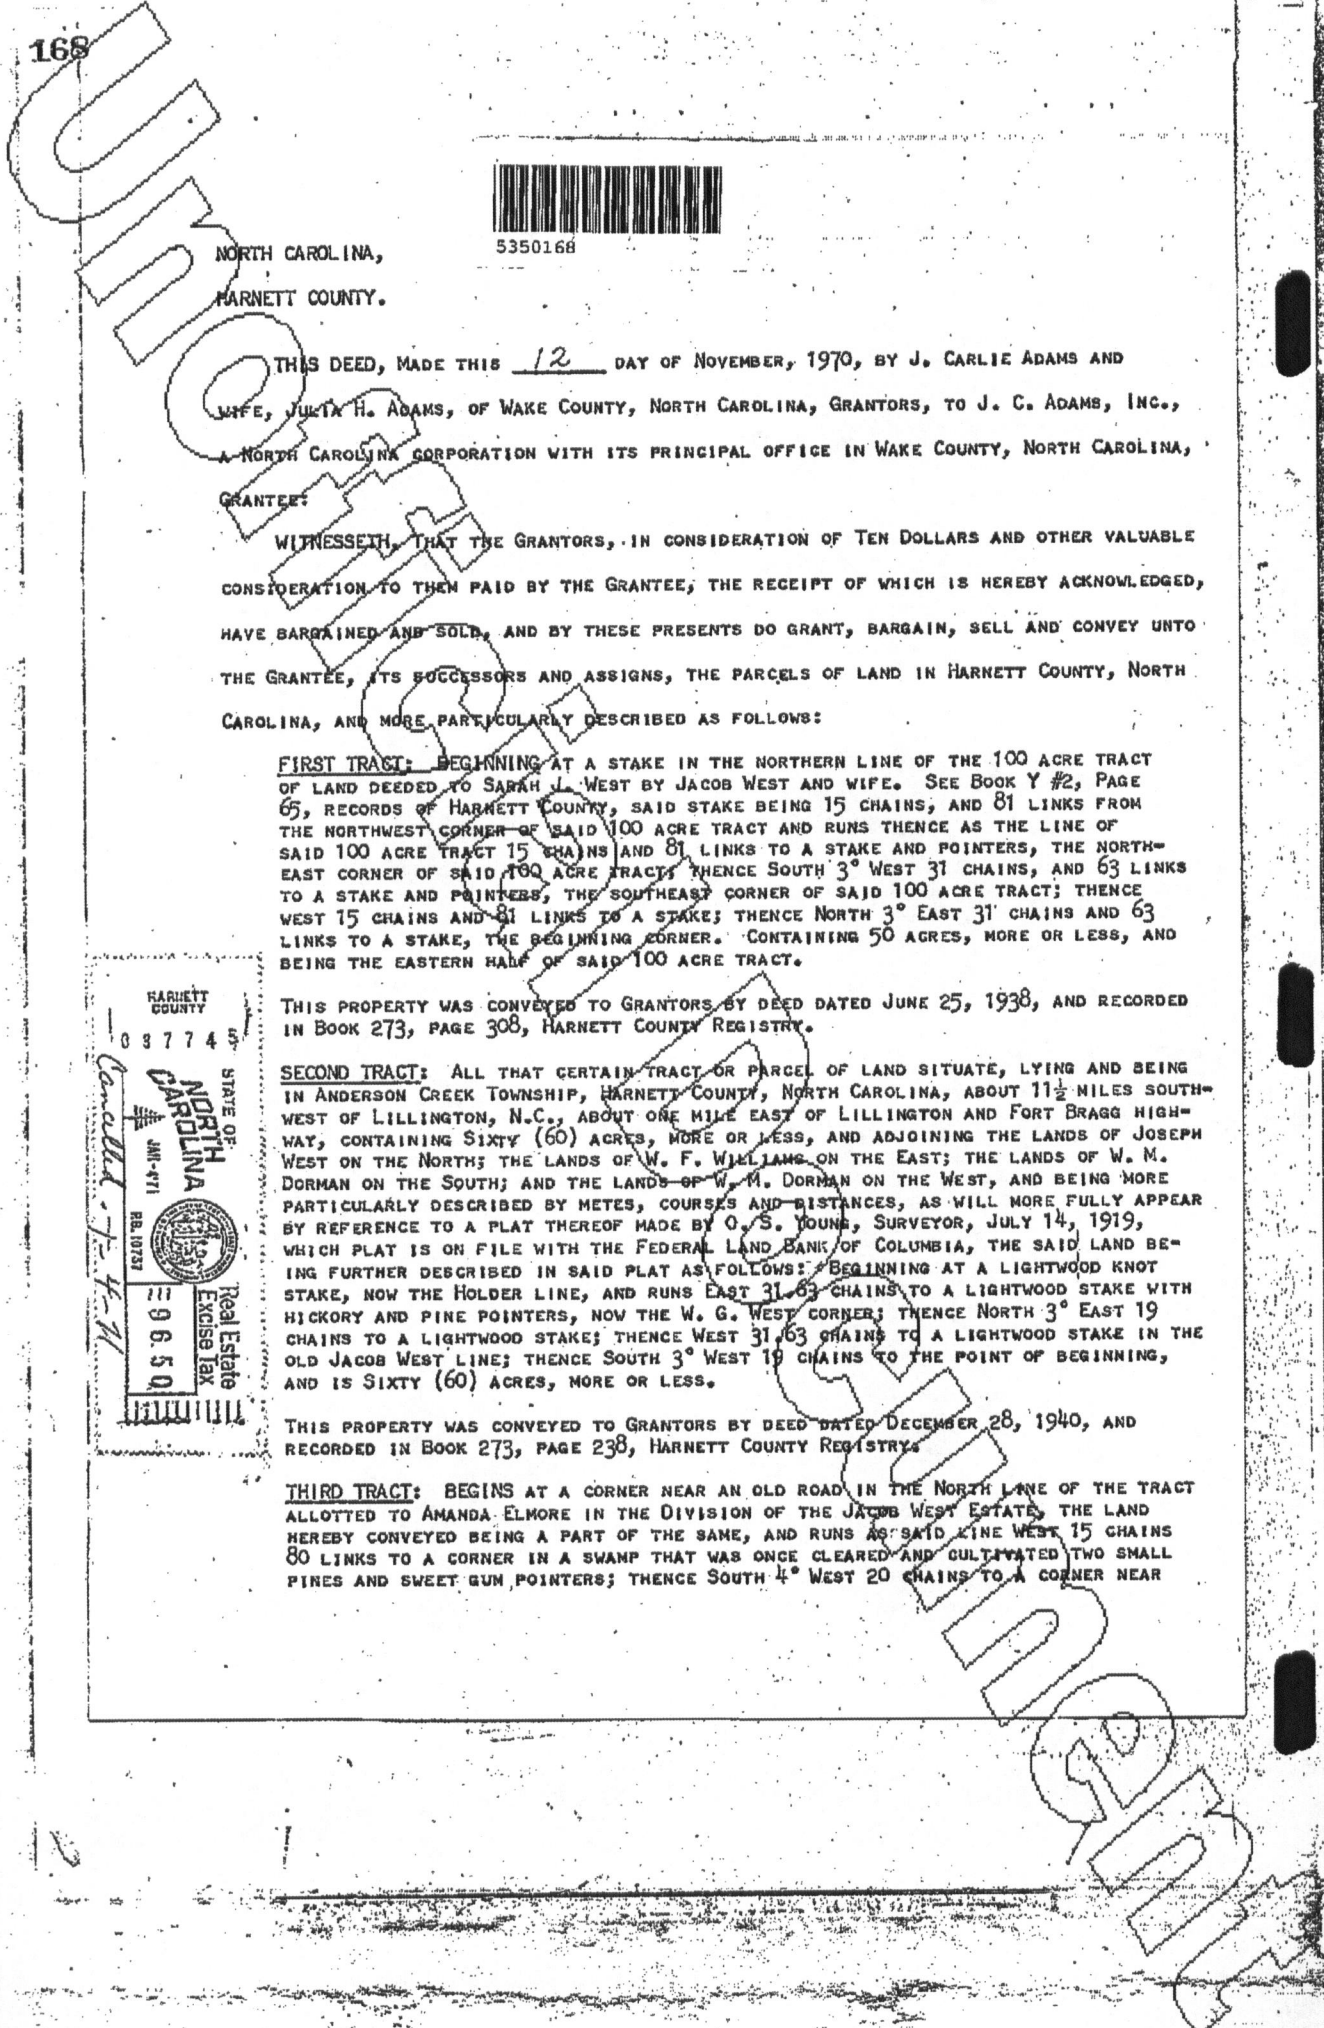 168
5350168
NORTH CAROLINA,
HARNETT COUNTY.
THIS DEED, MADE THIS 12 DAY OF NOVEMBER, 1970, BY J. CARLIE ADAMS AND
WIFE, JULIA H. ADAMS, OF WAKE COUNTY, NORTH CAROLINA, GRANTORS, TO J. C. ADAMS, INC.,
A NORTH CAROLINA CORPORATION WITH ITS PRINCIPAL OFFICE IN WAKE COUNTY, NORTH CAROLINA,
GRANTEE:
WITNESSETH, THAT THE GRANTORS, IN CONSIDERATION OF TEN DOLLARS AND OTHER VALUABLE
CONSIDERATION TO THEM PAID BY THE GRANTEE, THE RECEIPT OF WHICH IS HEREBY ACKNOWLEDGED,
HAVE BARGAINED AND SOLD, AND BY THESE PRESENTS DO GRANT, BARGAIN, SELL AND CONVEY UNTO
THE GRANTEE, ITS SUCCESSORS AND ASSIGNS, THE PARCELS OF LAND IN HARNETT COUNTY, NORTH
CAROLINA, AND MORE PARTICULARLY DESCRIBED AS FOLLOWS:
FIRST TRACT: BEGINNING AT A STAKE IN THE NORTHERN LINE OF THE 100 ACRE TRACT
OF LAND DEEDED TO SARAH J. WEST BY JACOB WEST AND WIFE. SEE BOOK Y #2, PAGE
65, RECORDS OF HARNETT COUNTY, SAID STAKE BEING 15 CHAINS, AND 81 LINKS FROM
THE NORTHWEST CORNER OF SAID 100 ACRE TRACT AND RUNS THENCE AS THE LINE OF
SAID 100 ACRE TRACT 15 CHAINS AND 81 LINKS TO A STAKE AND POINTERS, THE NORTH-
EAST CORNER OF SAID 100 ACRE TRACT; THENCE SOUTH 3° WEST 31 CHAINS, AND 63 LINKS
TO A STAKE AND POINTERS, THE SOUTHEAST CORNER OF SAID 100 ACRE TRACT; THENCE
WEST 15 CHAINS AND 81 LINKS TO A STAKE; THENCE NORTH 3° EAST 31 CHAINS AND 63
LINKS TO A STAKE, THE BEGINNING CORNER. CONTAINING 50 ACRES, MORE OR LESS, AND
BEING THE EASTERN HALF OF SAID 100 ACRE TRACT.
THIS PROPERTY WAS CONVEYED TO GRANTORS BY DEED DATED JUNE 25, 1938, AND RECORDED
IN BOOK 273, PAGE 308, HARNETT COUNTY REGISTRY.
SECOND TRACT: ALL THAT CERTAIN TRACT OR PARCEL OF LAND SITUATE, LYING AND BEING
IN ANDERSON CREEK TOWNSHIP, HARNETT COUNTY, NORTH CAROLINA, ABOUT 11½ MILES SOUTH-
WEST OF LILLINGTON, N.C., ABOUT ONE MILE EAST OF LILLINGTON AND FORT BRAGG HIGH-
WAY, CONTAINING SIXTY (60) ACRES, MORE OR LESS, AND ADJOINING THE LANDS OF JOSEPH
WEST ON THE NORTH; THE LANDS OF W. F. WILLIAMS ON THE EAST; THE LANDS OF W. M.
DORMAN ON THE SOUTH; AND THE LANDS OF W. M. DORMAN ON THE WEST, AND BEING MORE
PARTICULARLY DESCRIBED BY METES, COURSES AND DISTANCES, AS WILL MORE FULLY APPEAR
BY REFERENCE TO A PLAT THEREOF MADE BY O. S. YOUNG, SURVEYOR, JULY 14, 1919,
WHICH PLAT IS ON FILE WITH THE FEDERAL LAND BANK OF COLUMBIA, THE SAID LAND BE-
ING FURTHER DESCRIBED IN SAID PLAT AS FOLLOWS: BEGINNING AT A LIGHTWOOD KNOT
STAKE, NOW THE HOLDER LINE, AND RUNS EAST 31.63 CHAINS TO A LIGHTWOOD STAKE WITH
HICKORY AND PINE POINTERS, NOW THE W. G. WEST CORNER; THENCE NORTH 3° EAST 19
CHAINS TO A LIGHTWOOD STAKE; THENCE WEST 31.63 CHAINS TO A LIGHTWOOD STAKE IN THE
OLD JACOB WEST LINE; THENCE SOUTH 3° WEST 19 CHAINS TO THE POINT OF BEGINNING,
AND IS SIXTY (60) ACRES, MORE OR LESS.
THIS PROPERTY WAS CONVEYED TO GRANTORS BY DEED DATED DECEMBER 28, 1940, AND
RECORDED IN BOOK 273, PAGE 238, HARNETT COUNTY REGISTRY.
THIRD TRACT: BEGINS AT A CORNER NEAR AN OLD ROAD IN THE NORTH LINE OF THE TRACT
ALLOTTED TO AMANDA ELMORE IN THE DIVISION OF THE JACOB WEST ESTATE, THE LAND
HEREBY CONVEYED BEING A PART OF THE SAME, AND RUNS AS SAID LINE WEST 15 CHAINS
80 LINKS TO A CORNER IN A SWAMP THAT WAS ONCE CLEARED AND CULTIVATED TWO SMALL
PINES AND SWEET GUM POINTERS; THENCE SOUTH 4° WEST 20 CHAINS TO A CORNER NEAR
HARNETT
COUNTY
037745
STATE OF
NORTH
CAROLINA
JAN-4'71
RB.10737
Real Estate
Excise Tax
96.50
Cancelled - 1-4-71
Unofficial Document